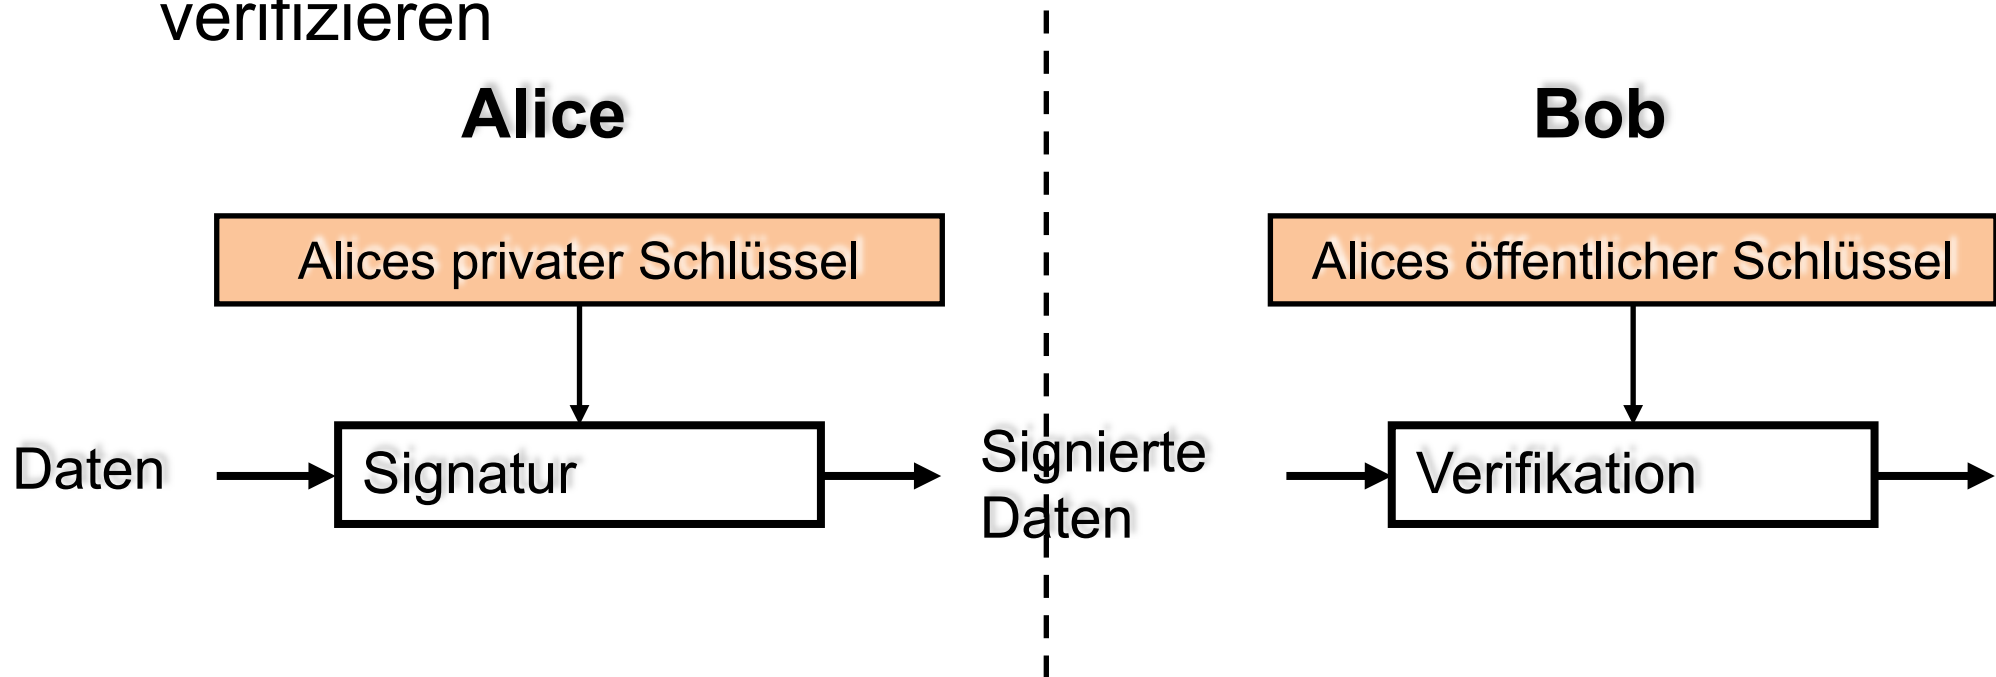 verifizieren
Alice
Bob
Alices privater Schlüssel
Alices öffentlicher Schlüssel
Daten
Signatur
Signierte
Daten
Verifikation